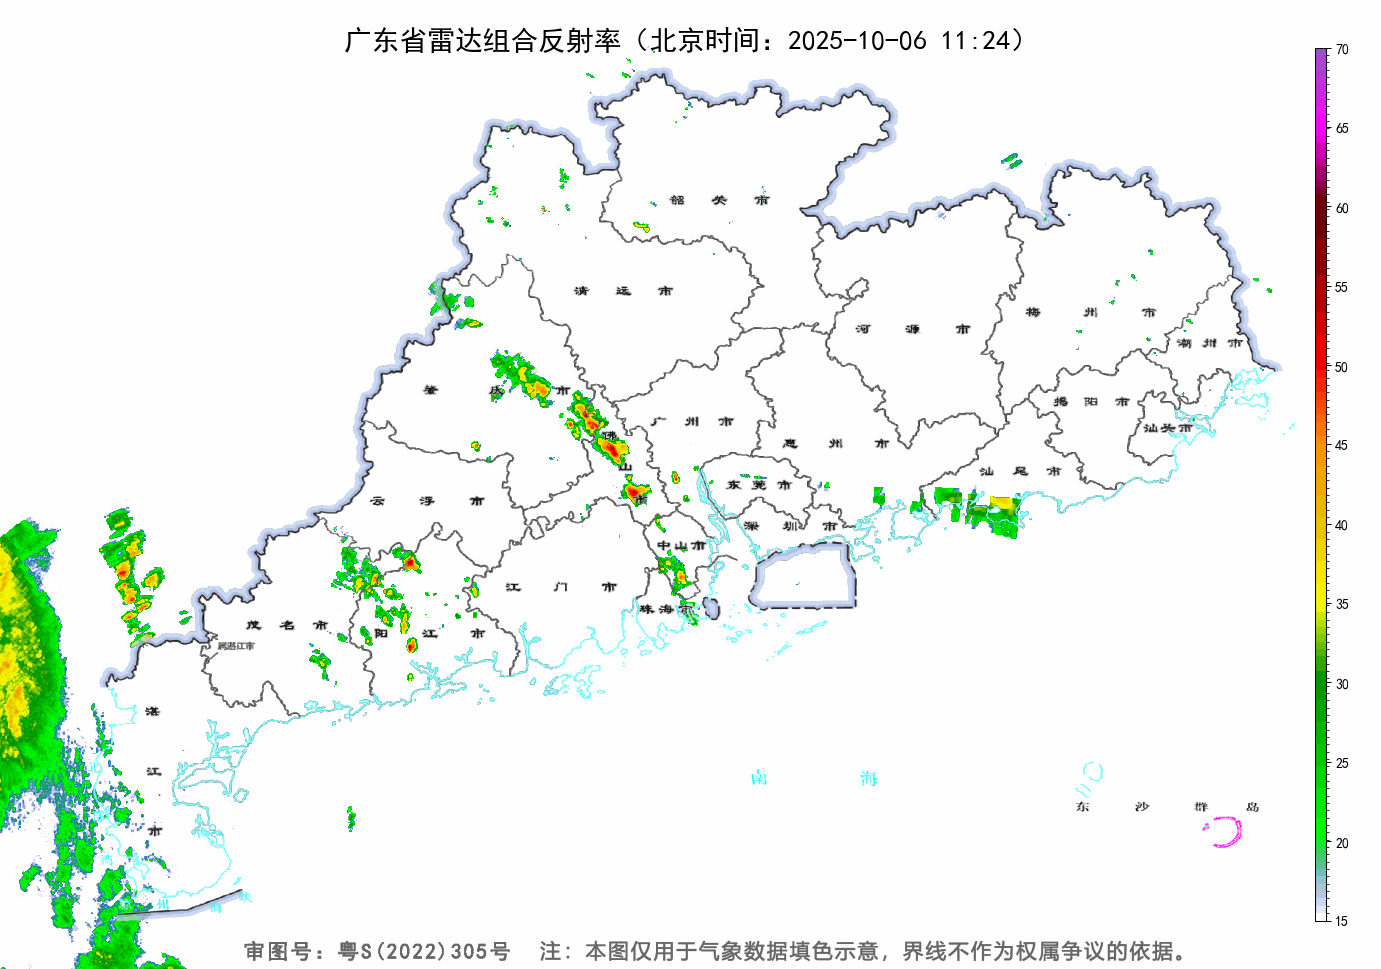 广东省雷达组合反射率（北京时间：2025-10-06 11:24）
70
65
60
55
50
45
40
35
30
25
20
15
韶关市
清远市
河源市
梅州市
潮州市
肇庆市
广州市
惠州市
揭阳市
汕头市
佛山市
东莞市
汕尾市
云浮市
深圳市
中山市
江门市
珠海市
茂名市
阳江市
属湛江市
湛江市
南海
东沙群岛
湾
州
海
峡
审图号：粤S(2022)305号 注：本图仅用于气象数据填色示意，界线不作为权属争议的依据。